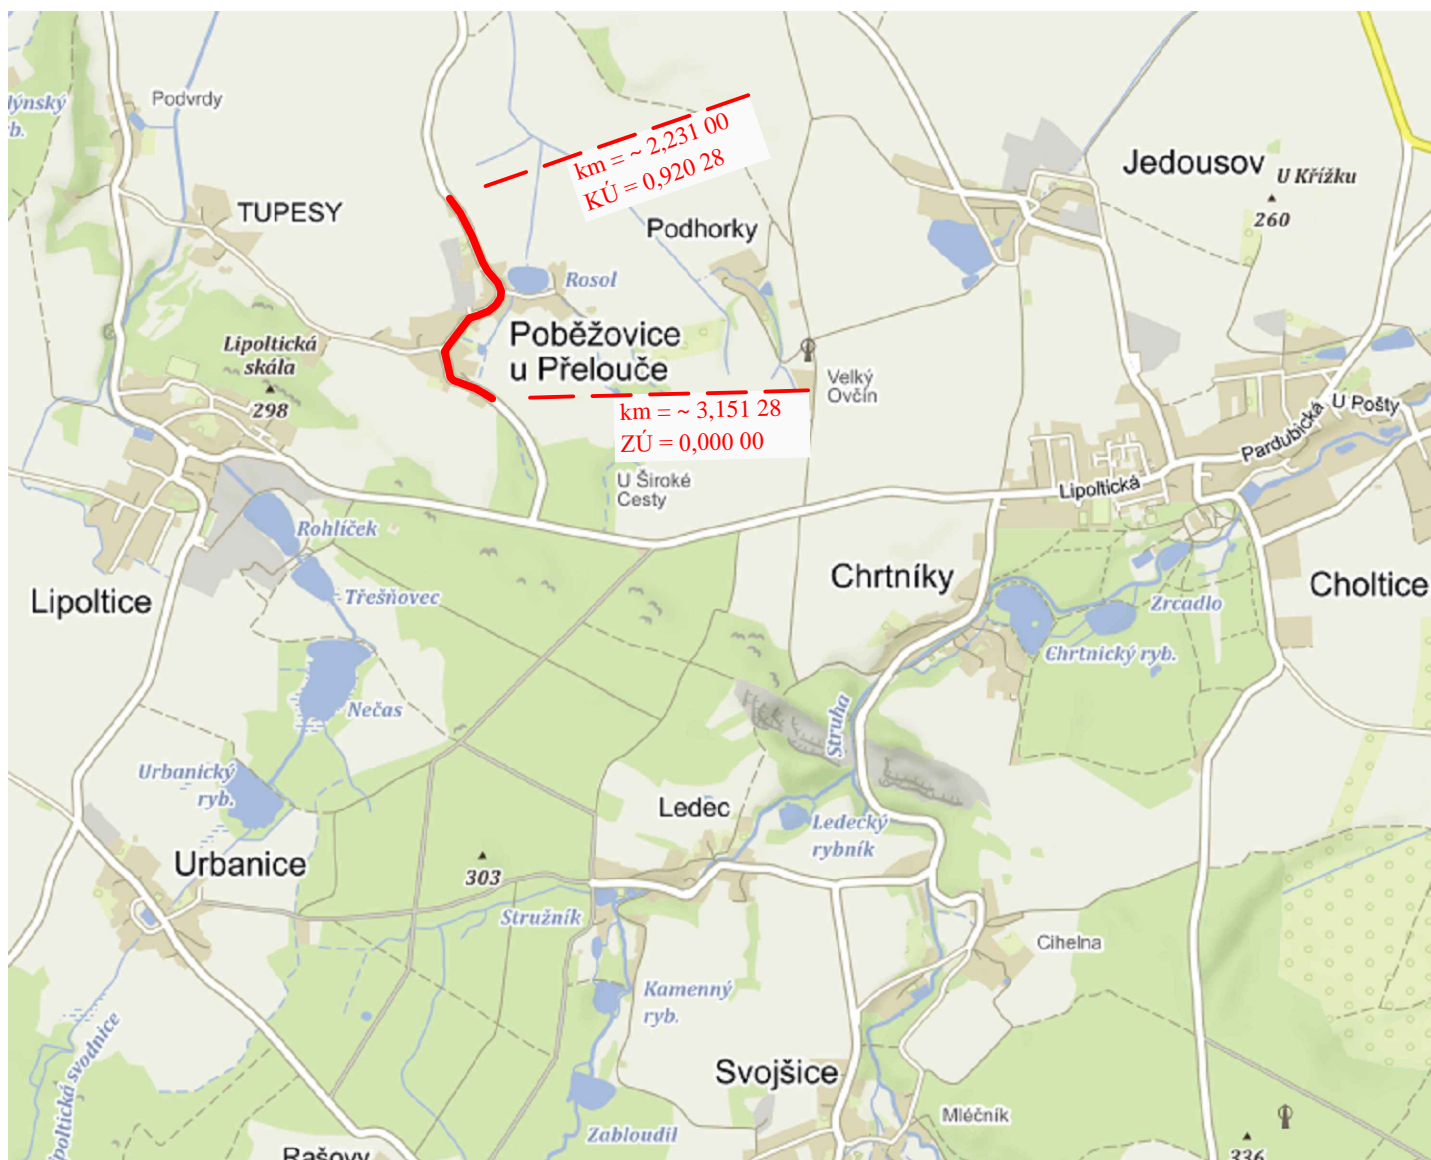 lýnský
b.
Podvrdy
km = ~ 2,231 00
KÚ = 0,920 28
Jedousov
U Křížku
260
TUPESY
Podhorky
Rosol
Poběžovice
u Přelouče
Lipoltická
skála
298
Velký
Ovčín
km = ~ 3,151 28
ZÚ = 0,000 00
U Pošty
Pardubická
Lipoltická
U Široké
Cesty
Rohlíček
Třešňovec
Lipoltice
Chrtníky
Choltice
Zrcadlo
Chrtnický ryb.
Nečas
Struha
Urbanický
ryb.
Ledec
Ledecký
rybník
Urbanice
303
Stružník
Cihelna
Kamenný
ryb.
Svojšice
Mléčník
Zabloudil
ipoltická svodnice
Rašovy
336